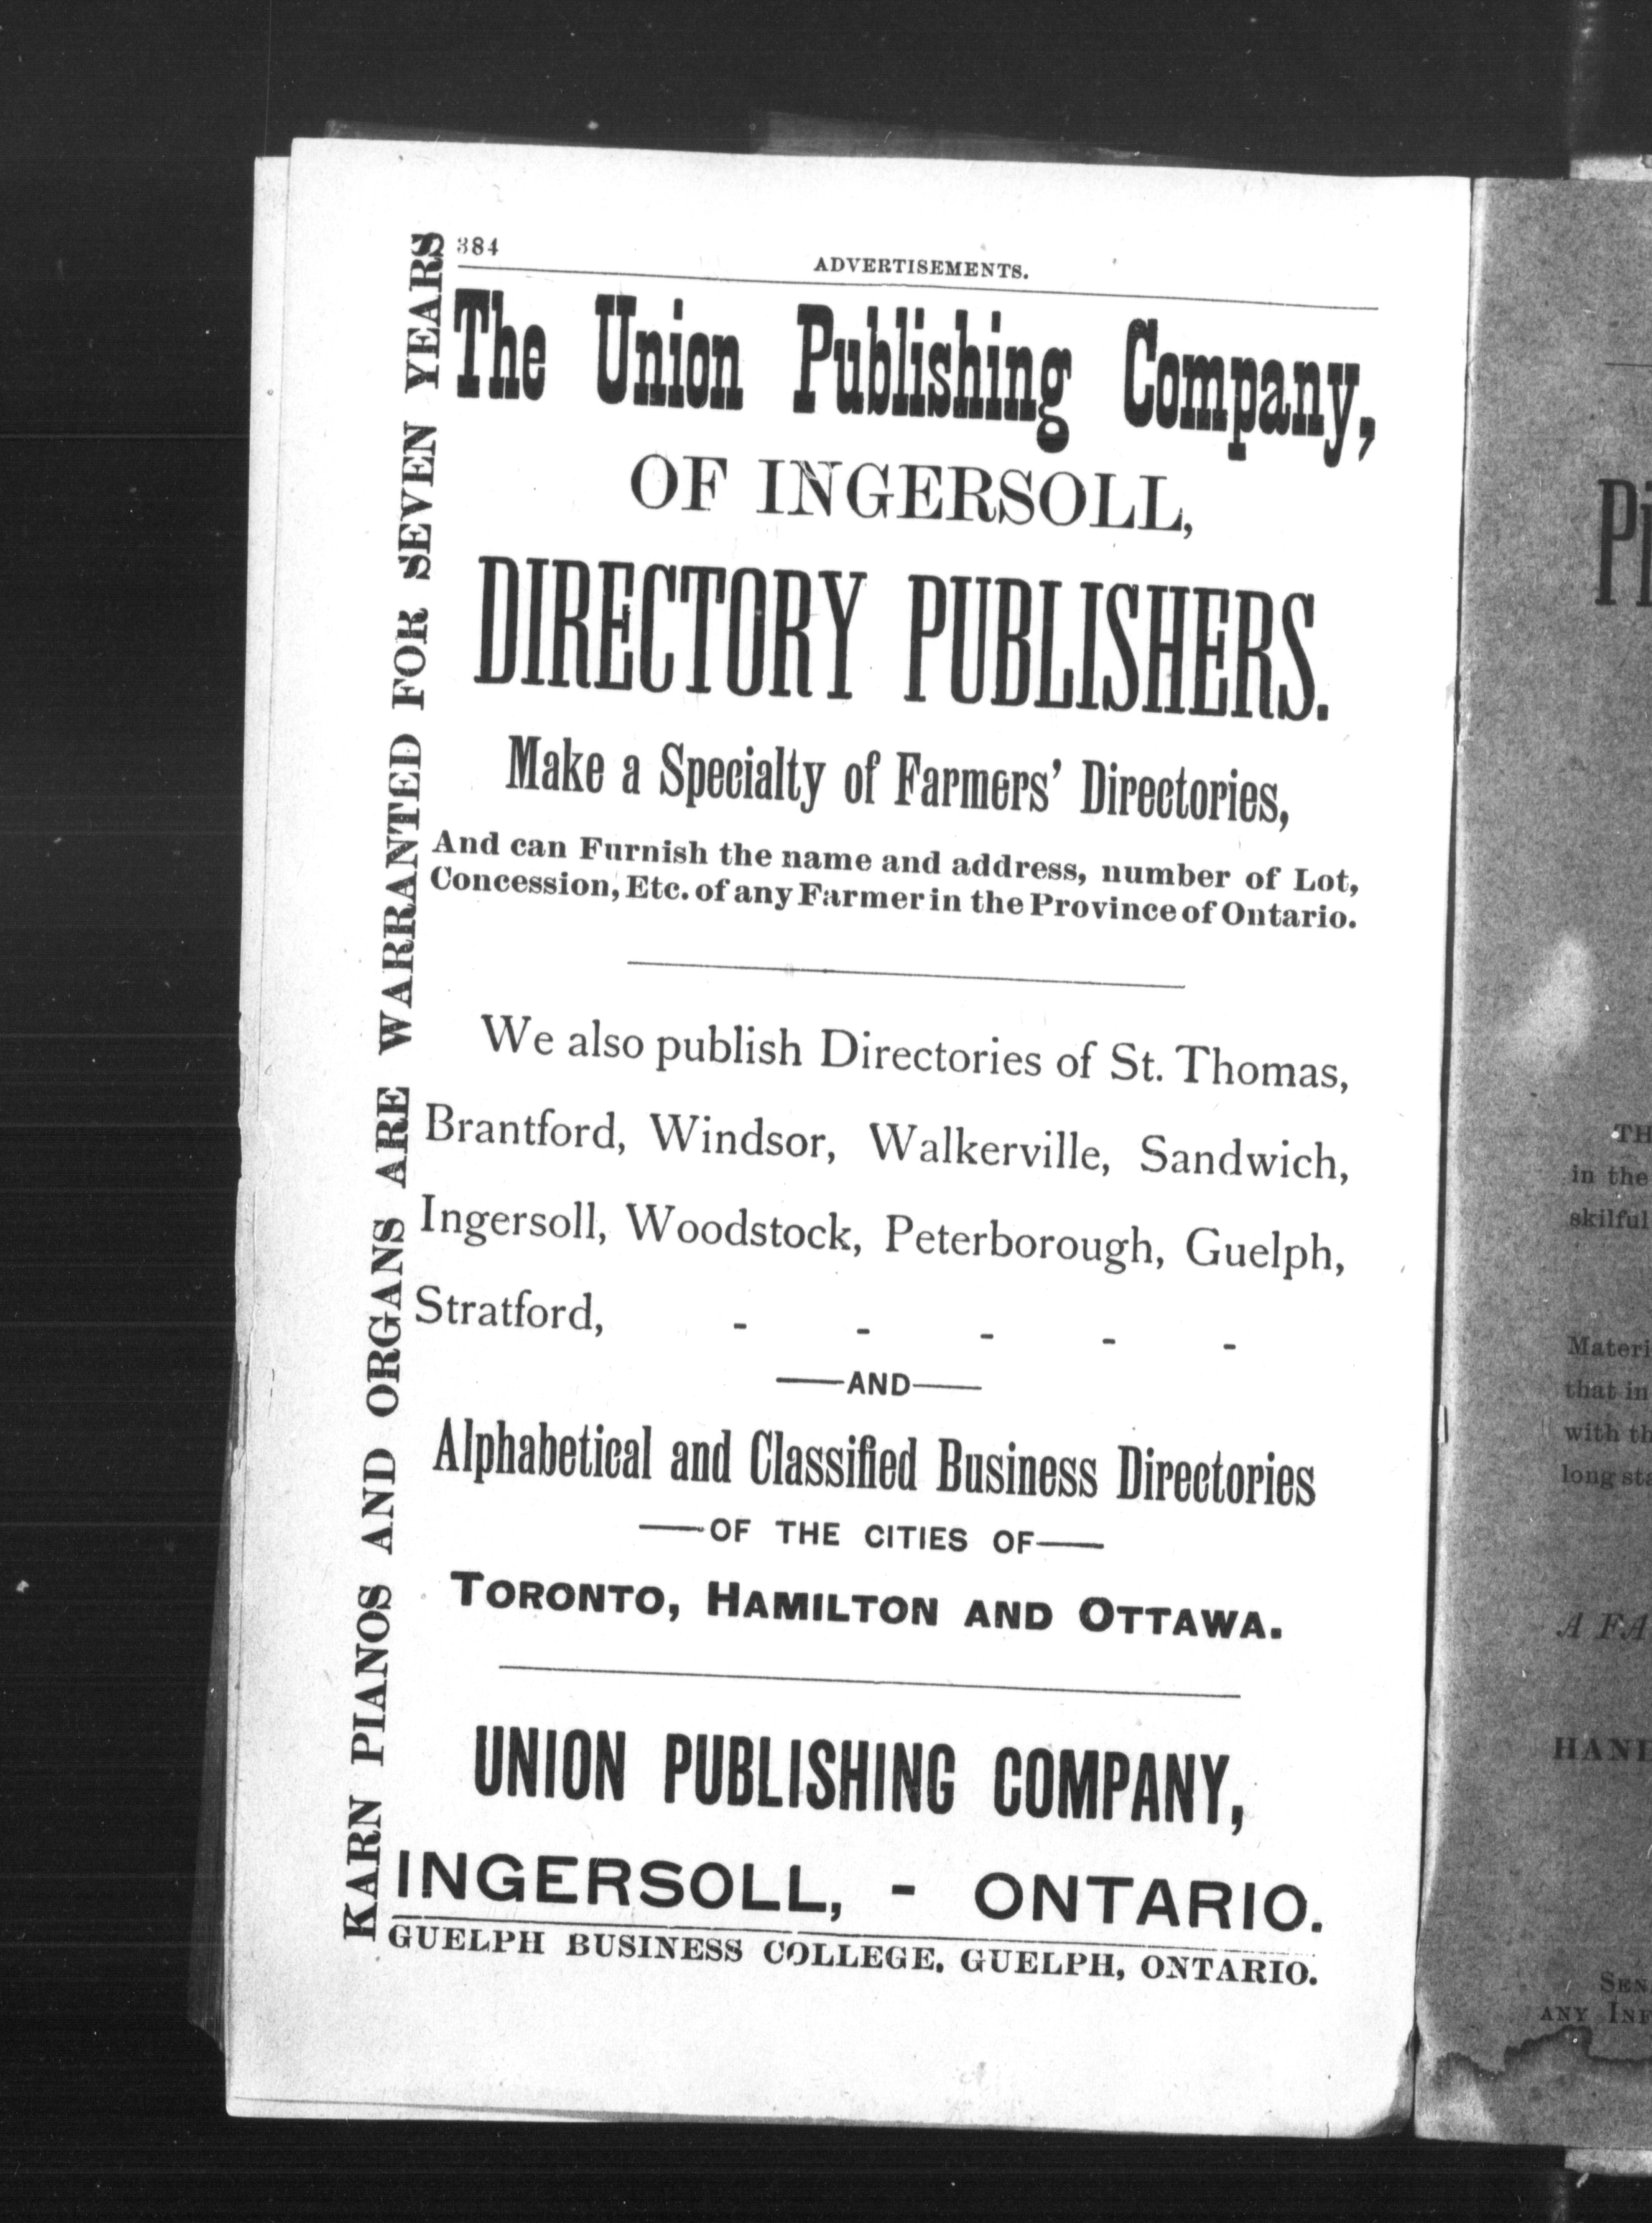 384
ADVERTISEMENTS.
The Union Publishing Company,
OF INGERSOLL,
DIRECTORY PUBLISHERS.
Make a Specialty of Farmers' Directories,
And can Furnish the name and address, number of Lot,
Concession, Etc. of any Farmer in the Province of Ontario.
We also publish Directories of St. Thomas,
Brantford, Windsor, Walkerville, Sandwich,
Ingersoll, Woodstock, Peterborough, Guelph,
Stratford, - - - - -
—AND—
Alphabetical and Classified Business Directories
—OF THE CITIES OF—
TORONTO, HAMILTON AND OTTAWA.
UNION PUBLISHING COMPANY,
INGERSOLL, - ONTARIO.
GUELPH BUSINESS COLLEGE, GUELPH, ONTARIO.
KARN PIANOS AND ORGANS ARE WARRANTED FOR SEVEN YEARS
Pi
TH
in the
skilful
Materi
that in
with th
long sta
A FA
HAND
SEN
ANY INF